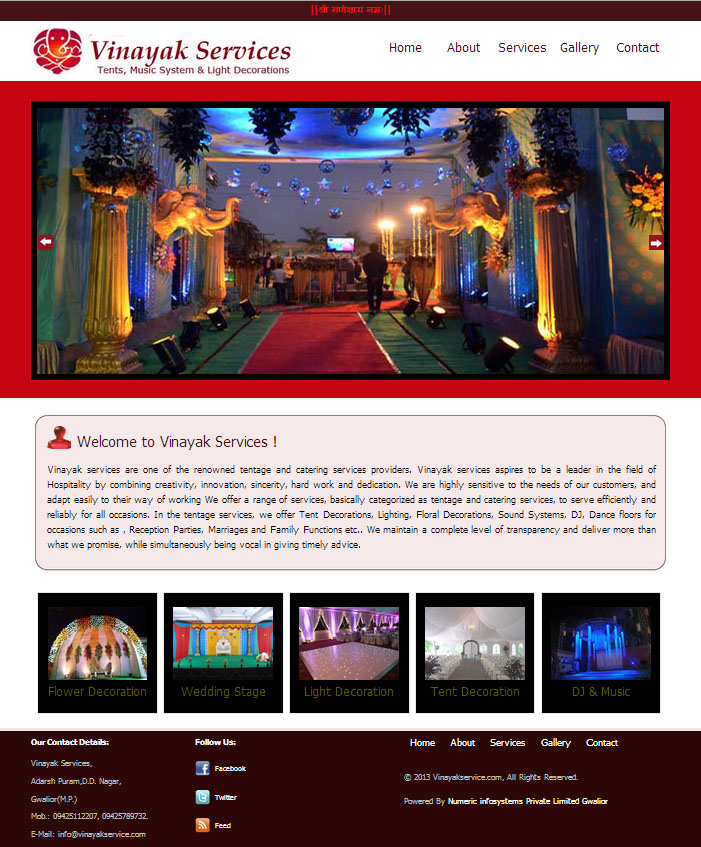 ||श्री गणेशाय नमः||
Vinayak Services
Tents, Music System & Light Decorations
Home About Services Gallery Contact
Welcome to Vinayak Services !
Vinayak services are one of the renowned tentage and catering services providers. Vinayak services aspires to be a leader in the field of
Hospitality by combining creativity, innovation, sincerity, hard work and dedication. We are highly sensitive to the needs of our customers, and
adapt easily to their way of working We offer a range of services, basically categorized as tentage and catering services, to serve efficiently and
reliably for all occasions. In the tentage services, we offer Tent Decorations, Lighting, Floral Decorations, Sound Systems, DJ, Dance floors for
occasions such as , Reception Parties, Marriages and Family Functions etc.. We maintain a complete level of transparency and deliver more than
what we promise, while simultaneously being vocal in giving timely advice.
Flower Decoration
Wedding Stage
Light Decoration
Tent Decoration
DJ & Music
Our Contact Details:
Vinayak Services,
Adarsh Puram,D.D. Nagar,
Gwalior(M.P.)
Mob.: 09425112207, 09425789732.
E-Mail: info@vinayakservice.com
Follow Us:
Facebook
Twitter
Feed
Home About Services Gallery Contact
© 2013 Vinayakservice.com, All Rights Reserved.
Powered By Numeric infosystems Private Limited Gwalior